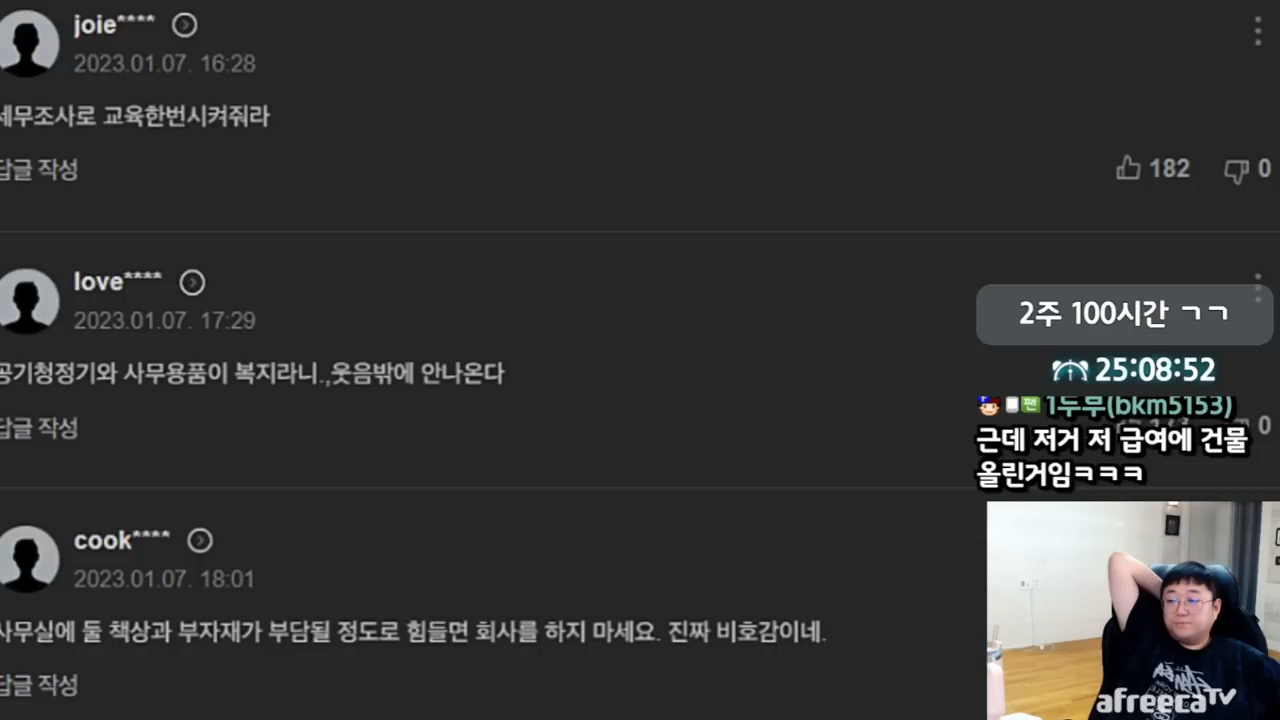 joie****
2023.01.07. 16:28
세무조사로 교육한번시켜줘라
답글 작성
182
0
love****
2023.01.07. 17:29
공기청정기와 사무용품이 복지라니.,웃음밖에 안나온다
답글 작성
0
2주 100시간 ㄱㄱ
25:08:52
팬 1두부(bkm5153)
근데 저거 저 급여에 건물
올린거임ㅋㅋㅋ
cook****
2023.01.07. 18:01
사무실에 둘 책상과 부자재가 부담될 정도로 힘들면 회사를 하지 마세요. 진짜 비호감이네.
답글 작성
afreecaTV